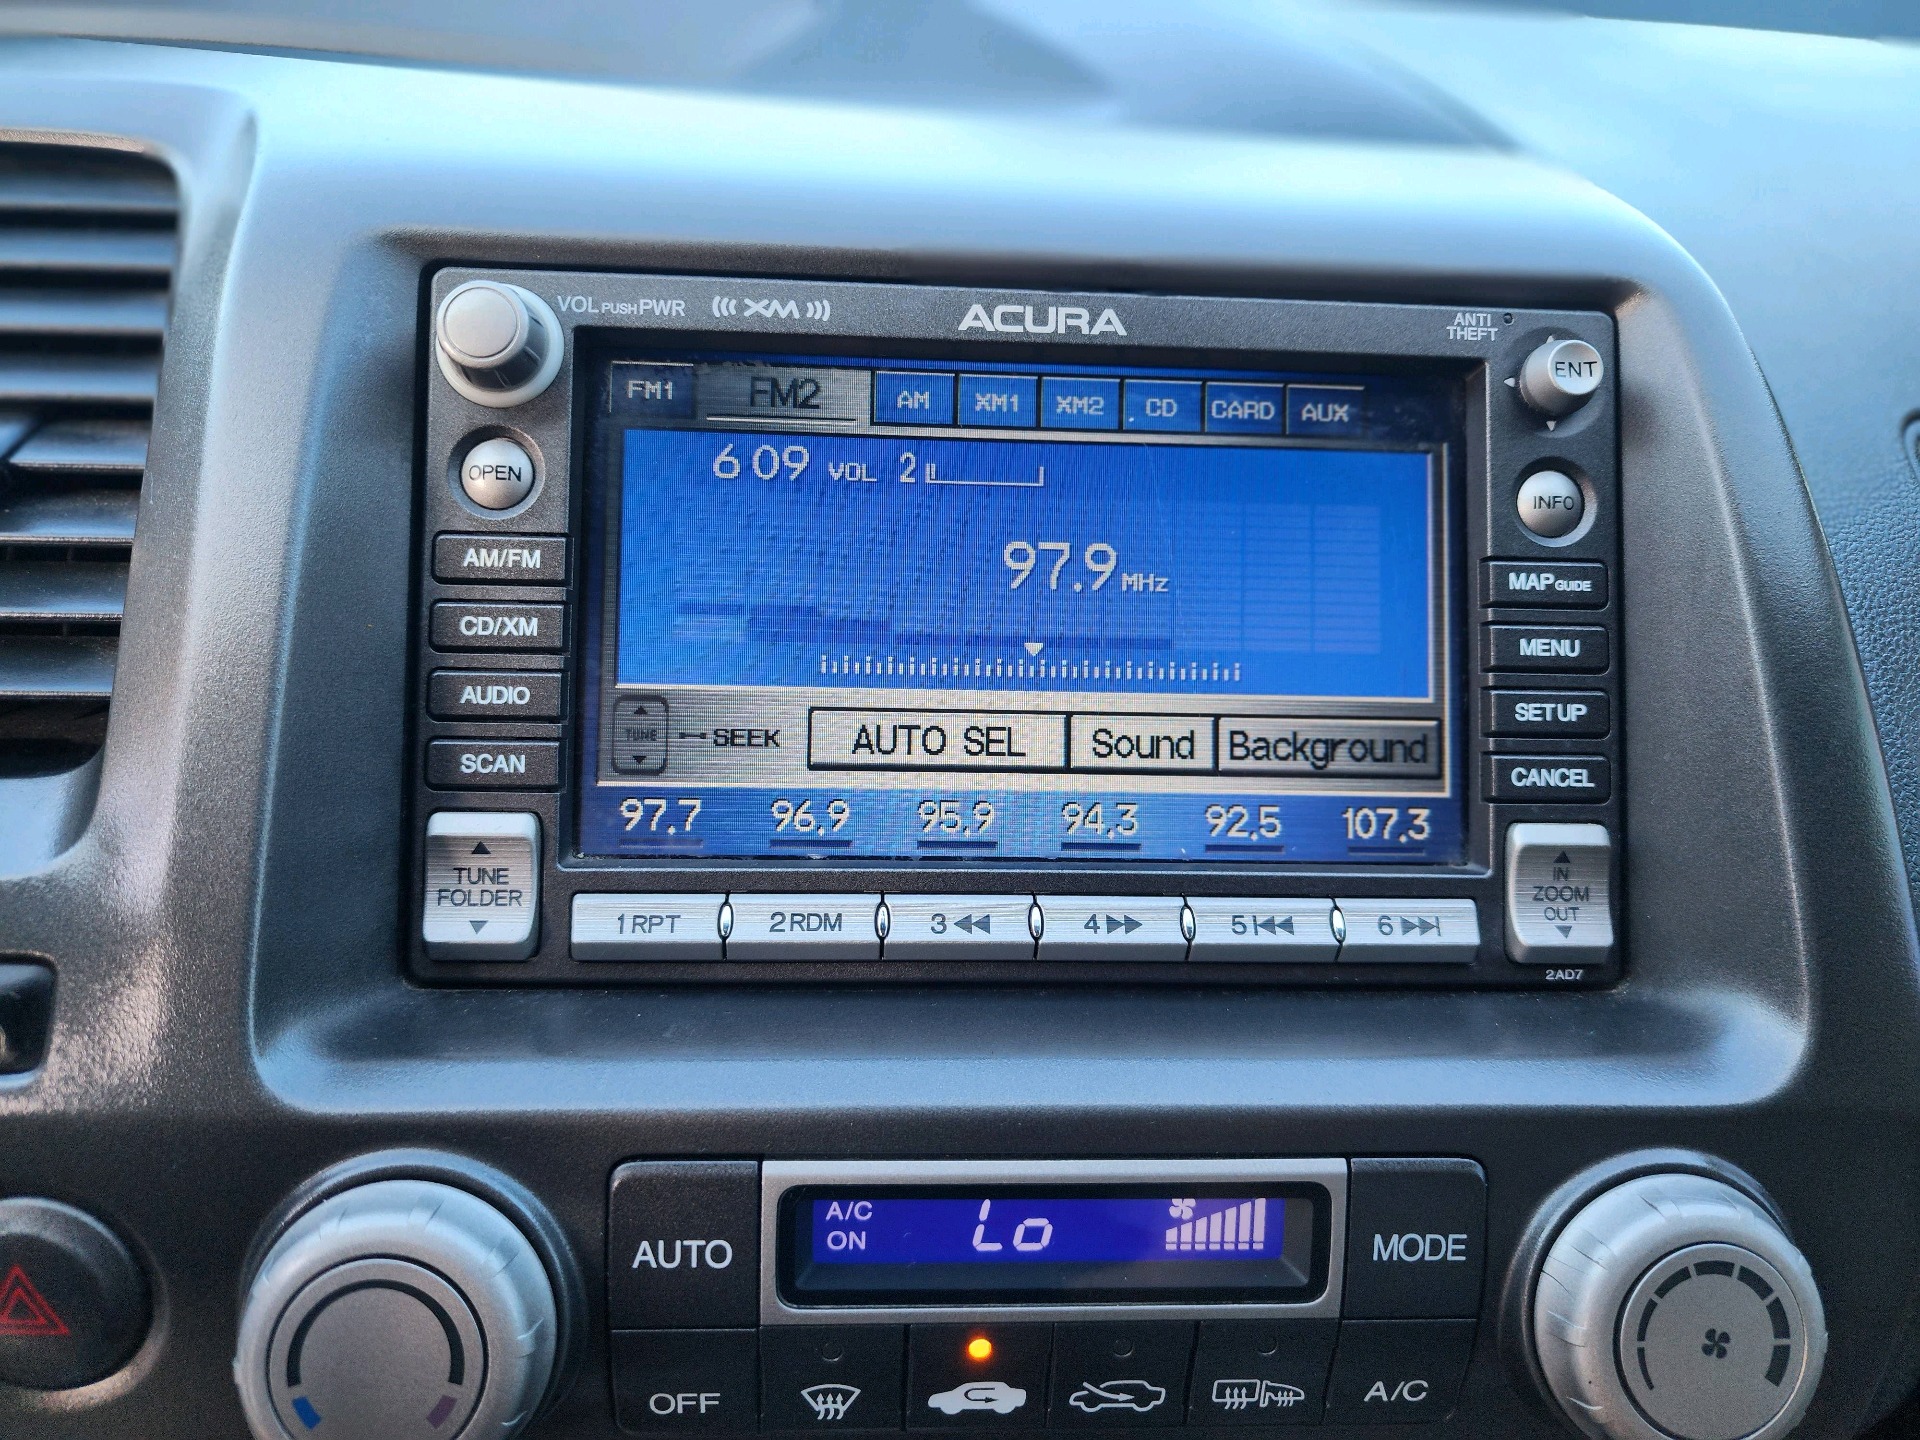 VOL PUSH PWR XM ACURA ANTI THEFT
ENT
FM1 FM2 AM XM1 XM2 CD CARD AUX
OPEN
6 09 VOL 2
INFO
AM/FM
97.9 MHz
MAP GUIDE
CD/XM
MENU
AUDIO
TUNE SEEK AUTO SEL Sound Background
SETUP
SCAN
CANCEL
97.7 96.9 95.9 94.3 92.5 107.3
TUNE
FOLDER
IN
ZOOM
OUT
1 RPT 2 RDM 3 4 5 6
2AD7
AUTO
A/C
ON
Lo
MODE
OFF
A/C